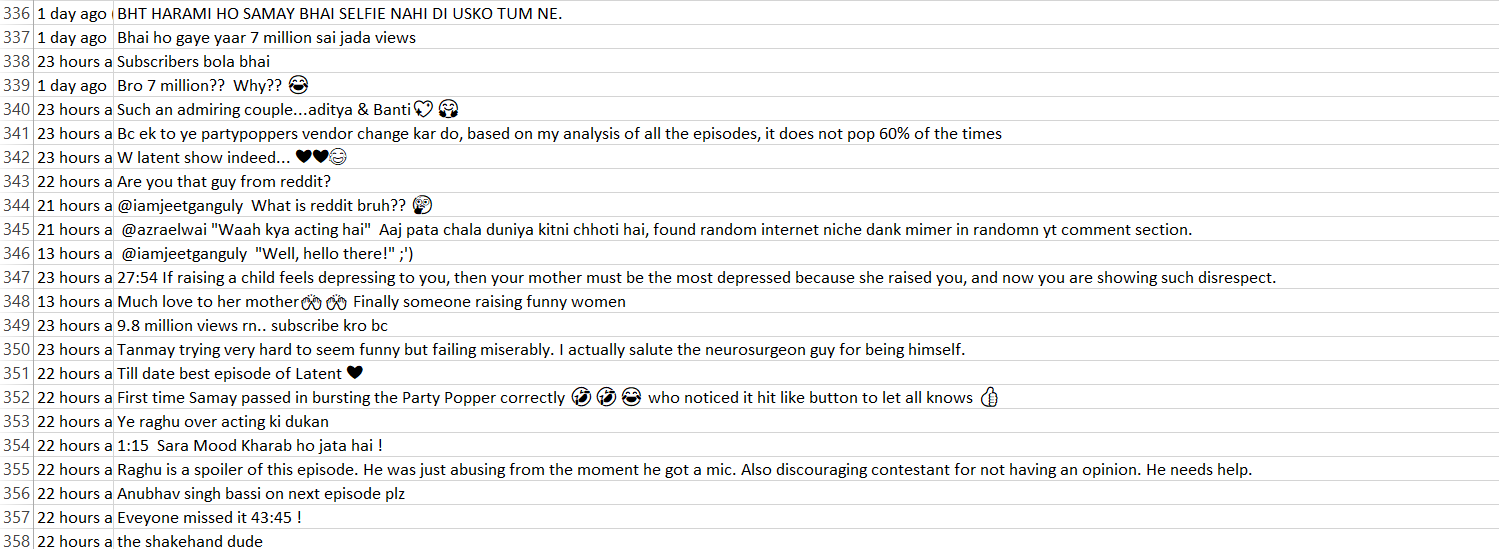 336 1 day ago ( BHT HARAMI HO SAMAY BHAI SELFIE NAHI DI USKO TUM NE.
337 1 day ago Bhai ho gaye yaar 7 million sai jada views
338 23 hours a Subscribers bola bhai
339 1 day ago Bro 7 million?? Why?? 😂
340 23 hours a Such an admiring couple...aditya & Banti💘🤗
341 23 hours a Bc ek to ye partypoppers vendor change kar do, based on my analysis of all the episodes, it does not pop 60% of the times
342 23 hours a W latent show indeed... ♥♥😂
343 22 hours a Are you that guy from reddit?
344 21 hours a @iamjeetganguly What is reddit bruh?? 🫣
345 21 hours a @azraelwai "Waah kya acting hai" Aaj pata chala duniya kitni chhoti hai, found random internet niche dank mimer in randomn yt comment section.
346 13 hours a @iamjeetganguly "Well, hello there!" ;')
347 23 hours a 27:54 If raising a child feels depressing to you, then your mother must be the most depressed because she raised you, and now you are showing such disrespect.
348 13 hours a Much love to her mother🙌🙌 Finally someone raising funny women
349 23 hours a 9.8 million views rn.. subscribe kro bc
350 23 hours a Tanmay trying very hard to seem funny but failing miserably. I actually salute the neurosurgeon guy for being himself.
351 22 hours a Till date best episode of Latent ♥
352 22 hours a First time Samay passed in bursting the Party Popper correctly 🤣🤣😂 who noticed it hit like button to let all knows 👍
353 22 hours a Ye raghu over acting ki dukan
354 22 hours a 1:15 Sara Mood Kharab ho jata hai !
355 22 hours a Raghu is a spoiler of this episode. He was just abusing from the moment he got a mic. Also discouraging contestant for not having an opinion. He needs help.
356 22 hours a Anubhav singh bassi on next episode plz
357 22 hours a Eveyone missed it 43:45 !
358 22 hours a the shakehand dude